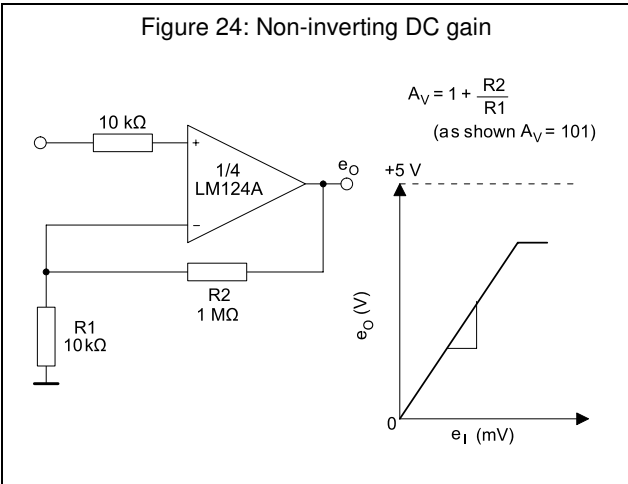 Figure 24: Non-inverting DC gain
A_V = 1 + R2/R1
(as shown A_V = 101)
10 kΩ
+
1/4
LM124A
−
e_O
R2
1 MΩ
R1
10kΩ
+5 V
e_O (V)
0
e_I (mV)